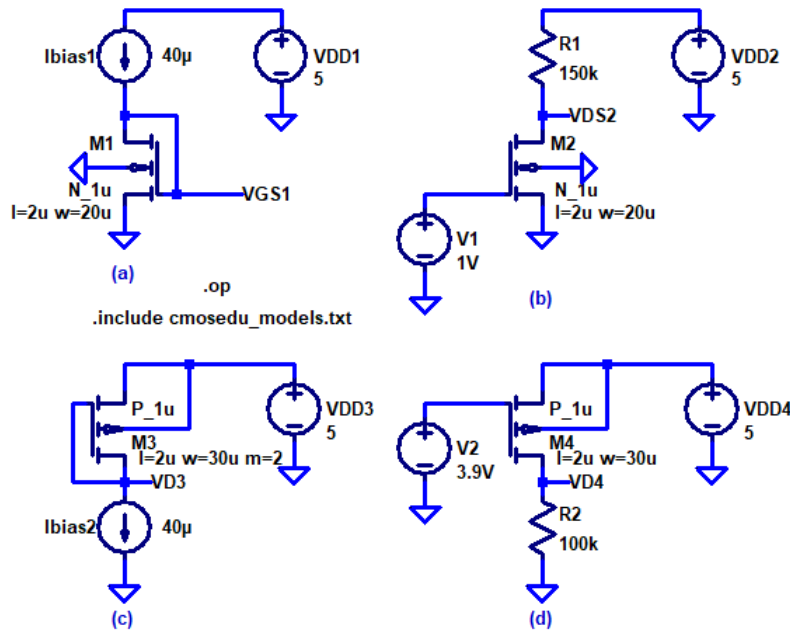 Ibias1
40µ
VDD1
5
M1
N_1u
l=2u w=20u
VGS1
(a)
R1
150k
VDD2
5
VDS2
M2
N_1u
l=2u w=20u
V1
1V
(b)
.op
.include cmosedu_models.txt
P_1u
M3
l=2u w=30u m=2
VD3
VDD3
5
Ibias2
40µ
(c)
P_1u
M4
l=2u w=30u
V2
3.9V
VDD4
5
VD4
R2
100k
(d)